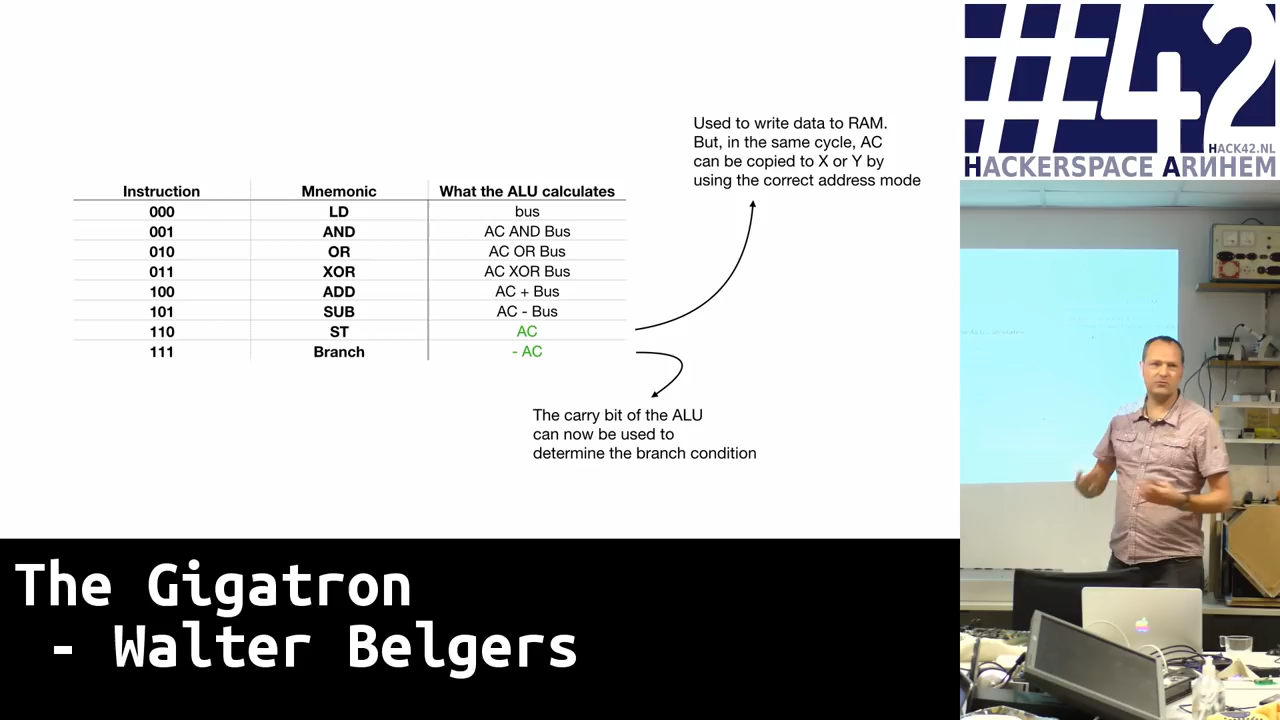 #42
HACK42.NL
HACKERSPACE ARИHEM
Used to write data to RAM.
But, in the same cycle, AC
can be copied to X or Y by
using the correct address mode
Instruction Mnemonic What the ALU calculates
000 LD bus
001 AND AC AND Bus
010 OR AC OR Bus
011 XOR AC XOR Bus
100 ADD AC + Bus
101 SUB AC - Bus
110 ST AC
111 Branch - AC
The carry bit of the ALU
can now be used to
determine the branch condition
The Gigatron
- Walter Belgers